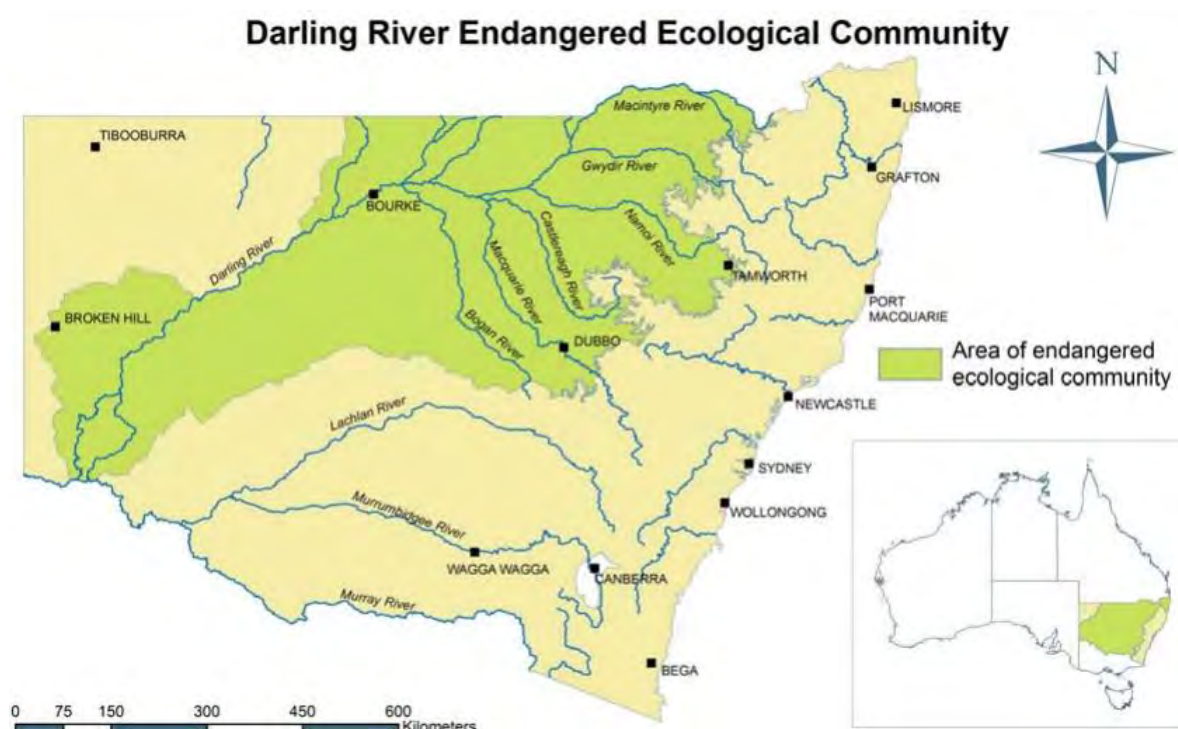 Darling River Endangered Ecological Community
N
TIBOOBURRA
Macintyre River
LISMORE
Gwydir River
GRAFTON
BOURKE
Namoi River
Castlereagh River
Macquarie River
Darling River
TAMWORTH
PORT
MACQUARIE
BROKEN HILL
Bogan River
DUBBO
Area of endangered
ecological community
NEWCASTLE
Lachlan River
SYDNEY
WOLLONGONG
Murrumbidgee River
WAGGA WAGGA
CANBERRA
Murray River
BEGA
0 75 150 300 450 600
Kilometers